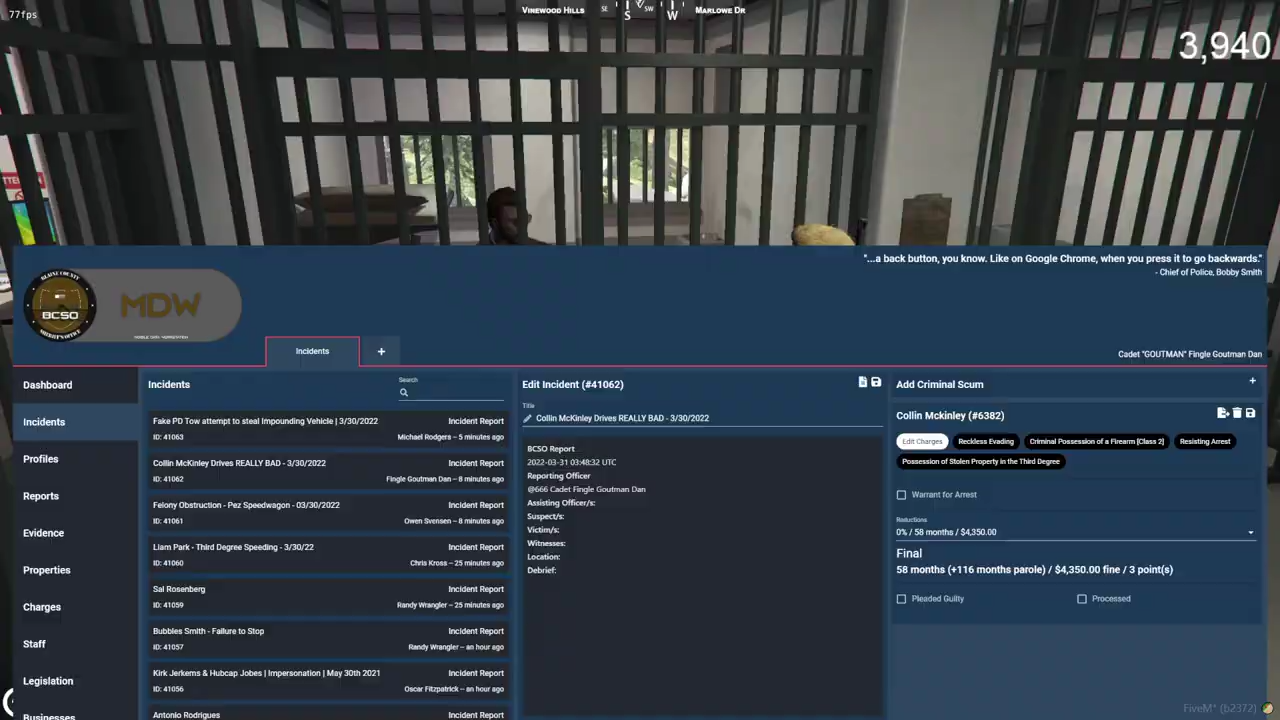 77fps
Vinewood Hills SE S SW W Marlowe Dr
3,940
"...a back button, you know. Like on Google Chrome, when you press it to go backwards."
- Chief of Police, Bobby Smith
BLAINE COUNTY
BCSO
SHERIFF'S OFFICE
MDW
Incidents
+
Cadet "GOUTMAN" Fingle Goutman Dan
Dashboard
Incidents
Profiles
Reports
Evidence
Properties
Charges
Staff
Legislation
Businesses
Incidents
Search
Fake PD Tow attempt to steal Impounding Vehicle | 3/30/2022 Incident Report
ID: 41063 Michael Rodgers – 5 minutes ago
Collin McKinley Drives REALLY BAD - 3/30/2022 Incident Report
ID: 41062 Fingle Goutman Dan – 8 minutes ago
Felony Obstruction - Pez Speedwagon - 03/30/2022 Incident Report
ID: 41061 Owen Svensen – 8 minutes ago
Liam Park - Third Degree Speeding - 3/30/22 Incident Report
ID: 41060 Chris Kross – 25 minutes ago
Sal Rosenberg Incident Report
ID: 41059 Randy Wrangler – 25 minutes ago
Bubbles Smith - Failure to Stop Incident Report
ID: 41057 Randy Wrangler – an hour ago
Kirk Jerkems & Hubcap Jobes | Impersonation | May 30th 2021 Incident Report
ID: 41056 Oscar Fitzpatrick – an hour ago
Antonio Rodrigues Incident Report
Edit Incident (#41062)
Title
Collin McKinley Drives REALLY BAD - 3/30/2022
BCSO Report
2022-03-31 03:48:32 UTC
Reporting Officer
@666 Cadet Fingle Goutman Dan
Assisting Officer/s:
Suspect/s:
Victim/s:
Witnesses:
Location:
Debrief:
Add Criminal Scum +
Collin Mckinley (#6382)
Edit Charges Reckless Evading Criminal Possession of a Firearm [Class 2] Resisting Arrest
Possession of Stolen Property in the Third Degree
Warrant for Arrest
Reductions
0% / 58 months / $4,350.00
Final
58 months (+116 months parole) / $4,350.00 fine / 3 point(s)
Pleaded Guilty Processed
FiveM* (b2372)